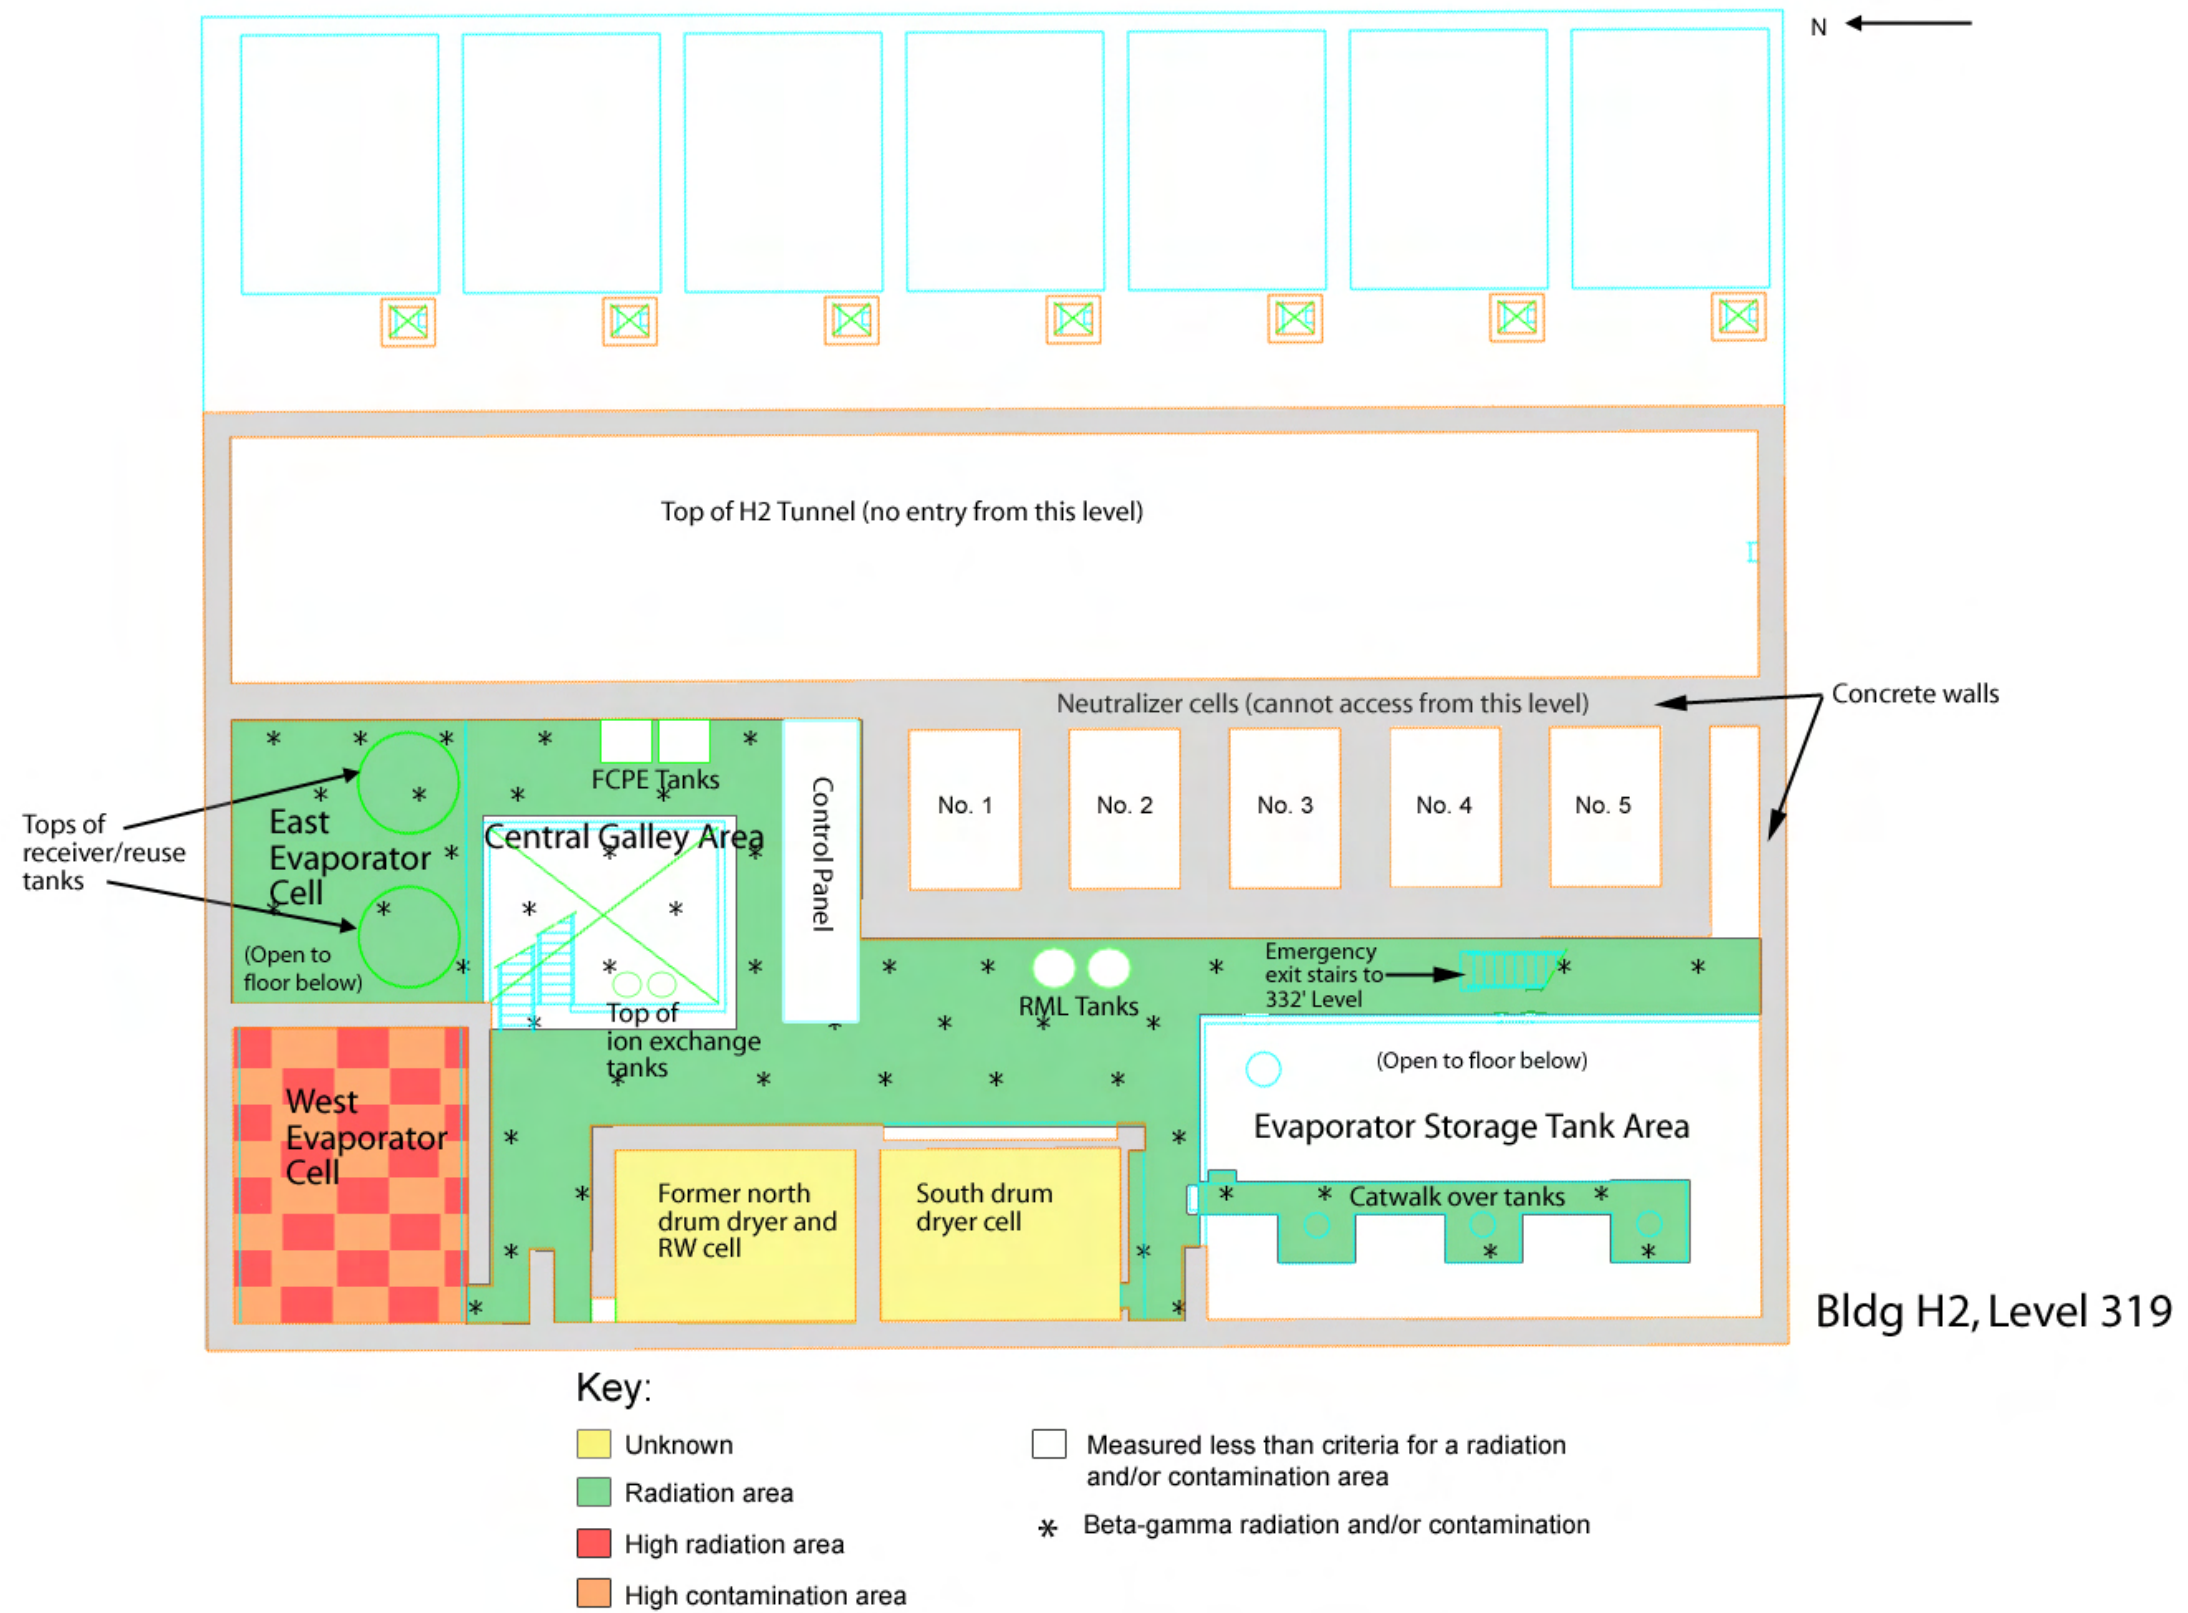 N
Top of H2 Tunnel (no entry from this level)
Neutralizer cells (cannot access from this level)
Concrete walls
FCPE Tanks
Control Panel
No. 1
No. 2
No. 3
No. 4
No. 5
Tops of
receiver/reuse
tanks
East
Evaporator
Cell
(Open to
floor below)
Central Galley Area
Top of
ion exchange
tanks
RML Tanks
Emergency
exit stairs to
332' Level
(Open to floor below)
Evaporator Storage Tank Area
Catwalk over tanks
West
Evaporator
Cell
Former north
drum dryer and
RW cell
South drum
dryer cell
Bldg H2, Level 319
Key:
Unknown
Radiation area
High radiation area
High contamination area
Measured less than criteria for a radiation
and/or contamination area
* Beta-gamma radiation and/or contamination